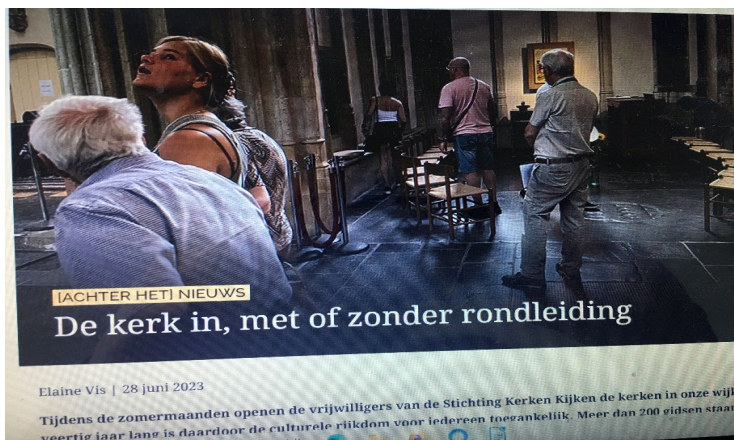 [ACHTER HET] NIEUWS
De kerk in, met of zonder rondleiding
Elaine Vis | 28 juni 2023
Tijdens de zomermaanden openen de vrijwilligers van de Stichting Kerken Kijken de kerken in onze wijk
veertig jaar lang is daardoor de culturele rijkdom voor iedereen toegankelijk. Meer dan 200 gidsen staan